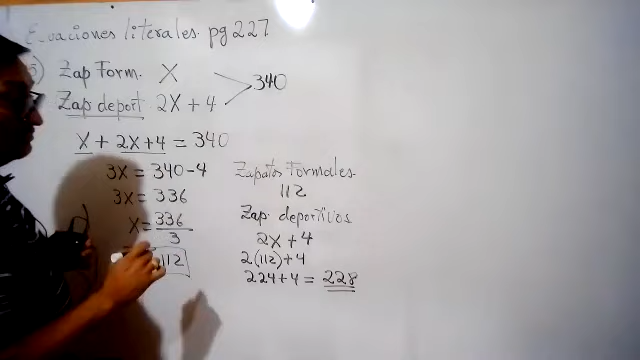 Ecuaciones literales pg 227
) Zap Form. X
340
Zap deport 2X + 4
X + 2X + 4 = 340
3X = 340 - 4
3X = 336
X = 336
3
112
Zapatos Formales
112
Zap. deportivos
2X + 4
2(112) + 4
224 + 4 = 228